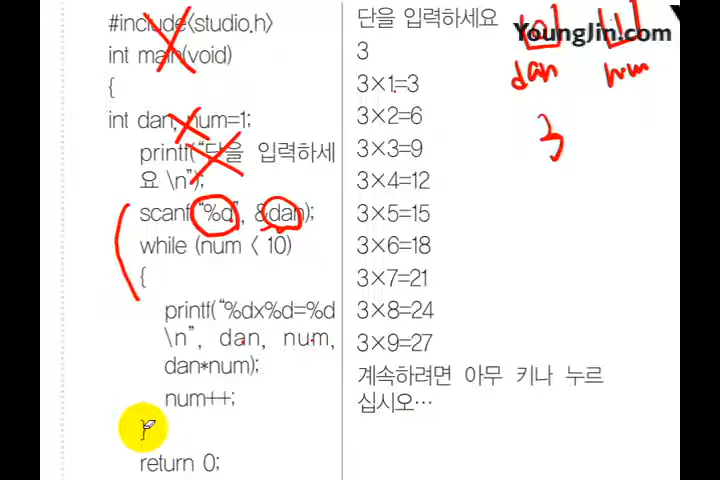 #include<studio.h>
int main(void)
{
int dan, num=1;
printf("단을 입력하세
요 \n");
scanf("%d", &dan);
while (num < 10)
{
printf("%dx%d=%d
\n", dan, num,
dan*num);
num++;
}
return 0;
단을 입력하세요
3
3×1=3
3×2=6
3×3=9
3×4=12
3×5=15
3×6=18
3×7=21
3×8=24
3×9=27
계속하려면 아무 키나 누르
십시오…
YoungJin.com
dan
num
3